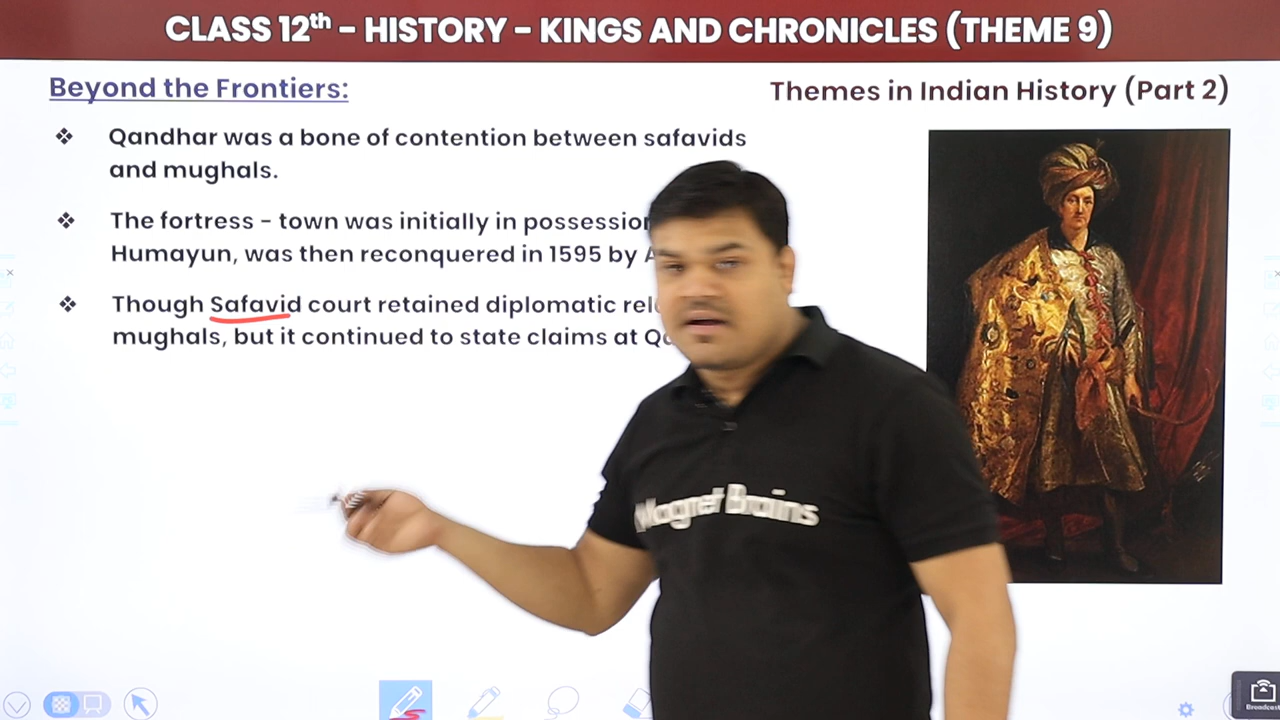 CLASS 12th - HISTORY - KINGS AND CHRONICLES (THEME 9)
Beyond the Frontiers:
Themes in Indian History (Part 2)
❖ Qandhar was a bone of contention between safavids
and mughals.
❖ The fortress - town was initially in
Humayun, was then reconquered in 1595 by
❖ Though Safavid court retained diplomatic
mughals, but it continued to state claims at
Magnet Brains
Broadcast